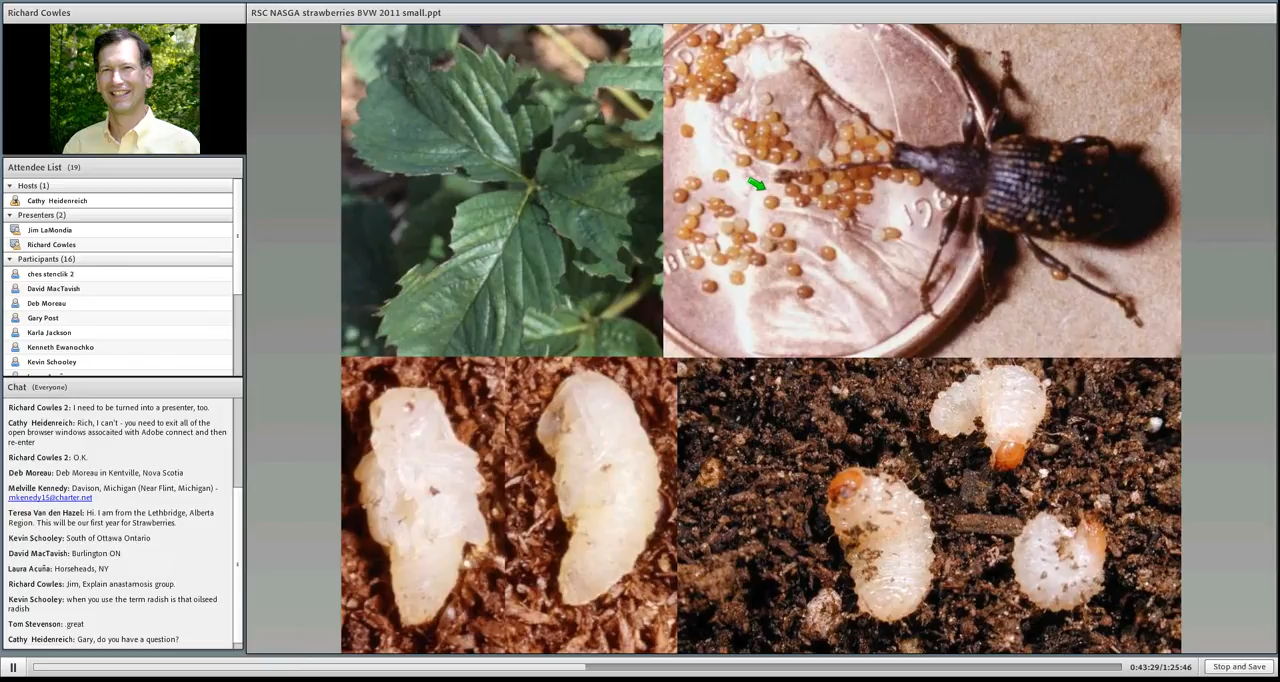 Richard Cowles
RSC NASGA strawberries BVW 2011 small.ppt
Attendee List (19)
Hosts (1)
Cathy Heidenreich
Presenters (2)
Jim LaMondia
Richard Cowles
Participants (16)
ches stenclik 2
David MacTavish
Deb Moreau
Gary Post
Karla Jackson
Kenneth Ewanochko
Kevin Schooley
Chat (Everyone)
Richard Cowles 2: I need to be turned into a presenter, too.
Cathy Heidenreich: Rich, I can't - you need to exit all of the
open browser windows assocaited with Adobe connect and then
re-enter
Richard Cowles 2: O.K.
Deb Moreau: Deb Moreau in Kentville, Nova Scotia
Melville Kennedy: Davison, Michigan (Near Flint, Michigan) -
mkenedy15@charter.net
Teresa Van den Hazel: Hi. I am from the Lethbridge, Alberta
Region. This will be our first year for Strawberries.
Kevin Schooley: South of Ottawa Ontario
David MacTavish: Burlington ON
Laura Acuña: Horseheads, NY
Richard Cowles: Jim, Explain anastamosis group.
Kevin Schooley: when you use the term radish is that oilseed
radish
Tom Stevenson: .great
Cathy Heidenreich: Gary, do you have a question?
0:43:29/1:25:46
Stop and Save